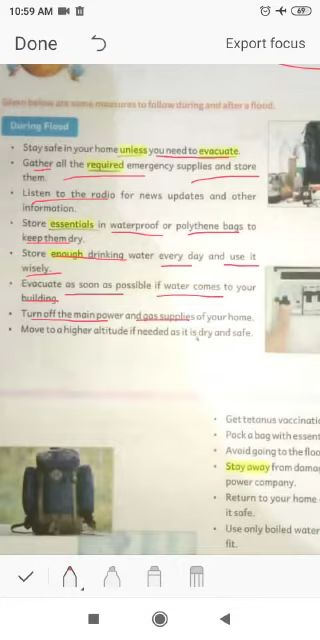 10:59 AM
69
Done
Export focus
Given below are some measures to follow during and after a flood.
During Flood
• Stay safe in your home unless you need to evacuate.
• Gather all the required emergency supplies and store
them.
• Listen to the radio for news updates and other
information.
• Store essentials in waterproof or polythene bags to
keep them dry.
• Store enough drinking water every day and use it
wisely.
• Evacuate as soon as possible if water comes to your
building.
• Turn off the main power and gas supplies of your home.
• Move to a higher altitude if needed as it is dry and safe.
• Get tetanus
• Pack a bag with
• Avoid going to the
• Stay away from
power company.
• Return to your home
it safe.
• Use only boiled water
fit.